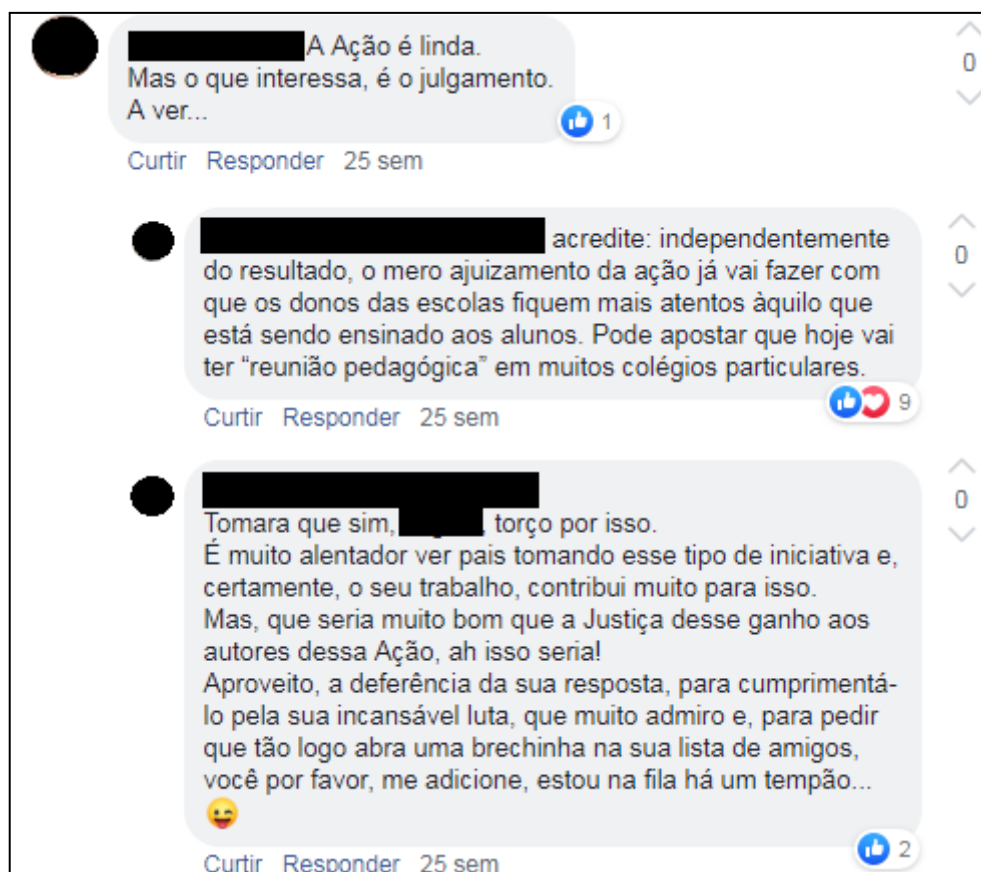 A Ação é linda.
Mas o que interessa, é o julgamento.
A ver...
1
0
Curtir Responder 25 sem
acredite: independentemente
do resultado, o mero ajuizamento da ação já vai fazer com
que os donos das escolas fiquem mais atentos àquilo que
está sendo ensinado aos alunos. Pode apostar que hoje vai
ter “reunião pedagógica” em muitos colégios particulares.
9
0
Curtir Responder 25 sem
Tomara que sim, , torço por isso.
É muito alentador ver pais tomando esse tipo de iniciativa e,
certamente, o seu trabalho, contribui muito para isso.
Mas, que seria muito bom que a Justiça desse ganho aos
autores dessa Ação, ah isso seria!
Aproveito, a deferência da sua resposta, para cumprimentá-
lo pela sua incansável luta, que muito admiro e, para pedir
que tão logo abra uma brechinha na sua lista de amigos,
você por favor, me adicione, estou na fila há um tempão...
😜
2
0
Curtir Responder 25 sem